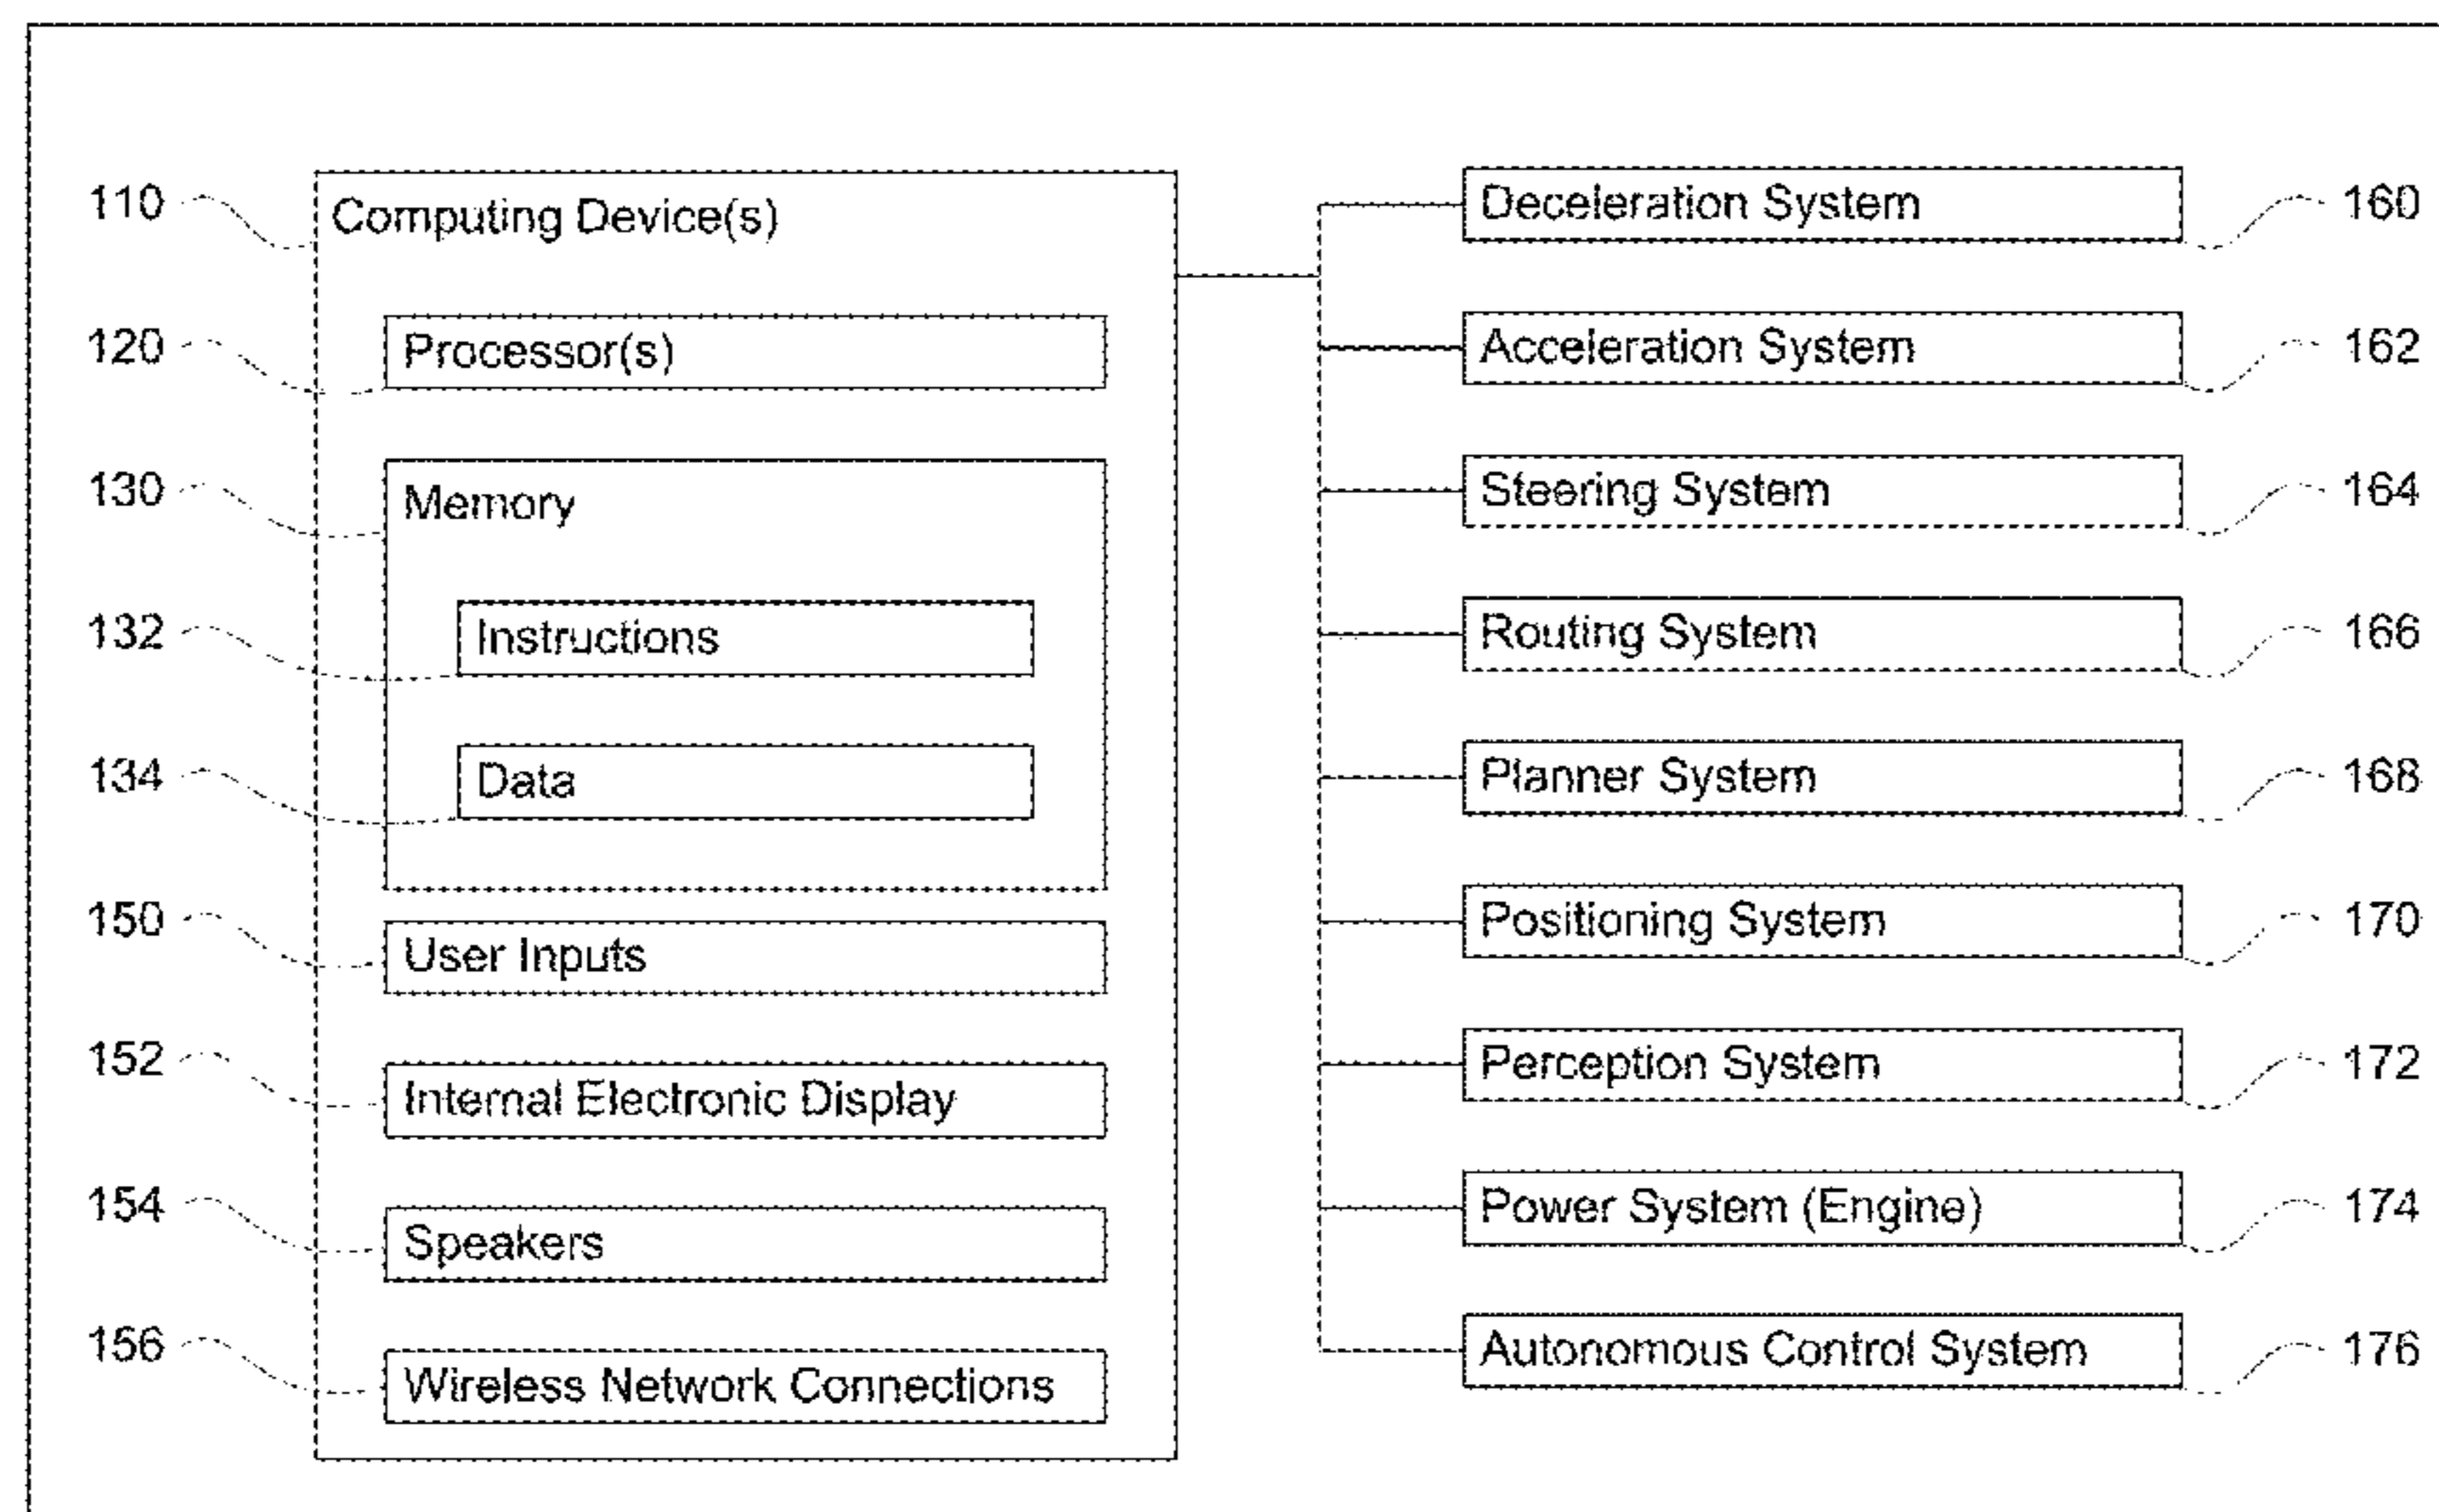 110 Computing Device(s)
120 Processor(s)
130 Memory
132 Instructions
134 Data
150 User Inputs
152 Internal Electronic Display
154 Speakers
156 Wireless Network Connections
Deceleration System 160
Acceleration System 162
Steering System 164
Routing System 166
Planner System 168
Positioning System 170
Perception System 172
Power System (Engine) 174
Autonomous Control System 176